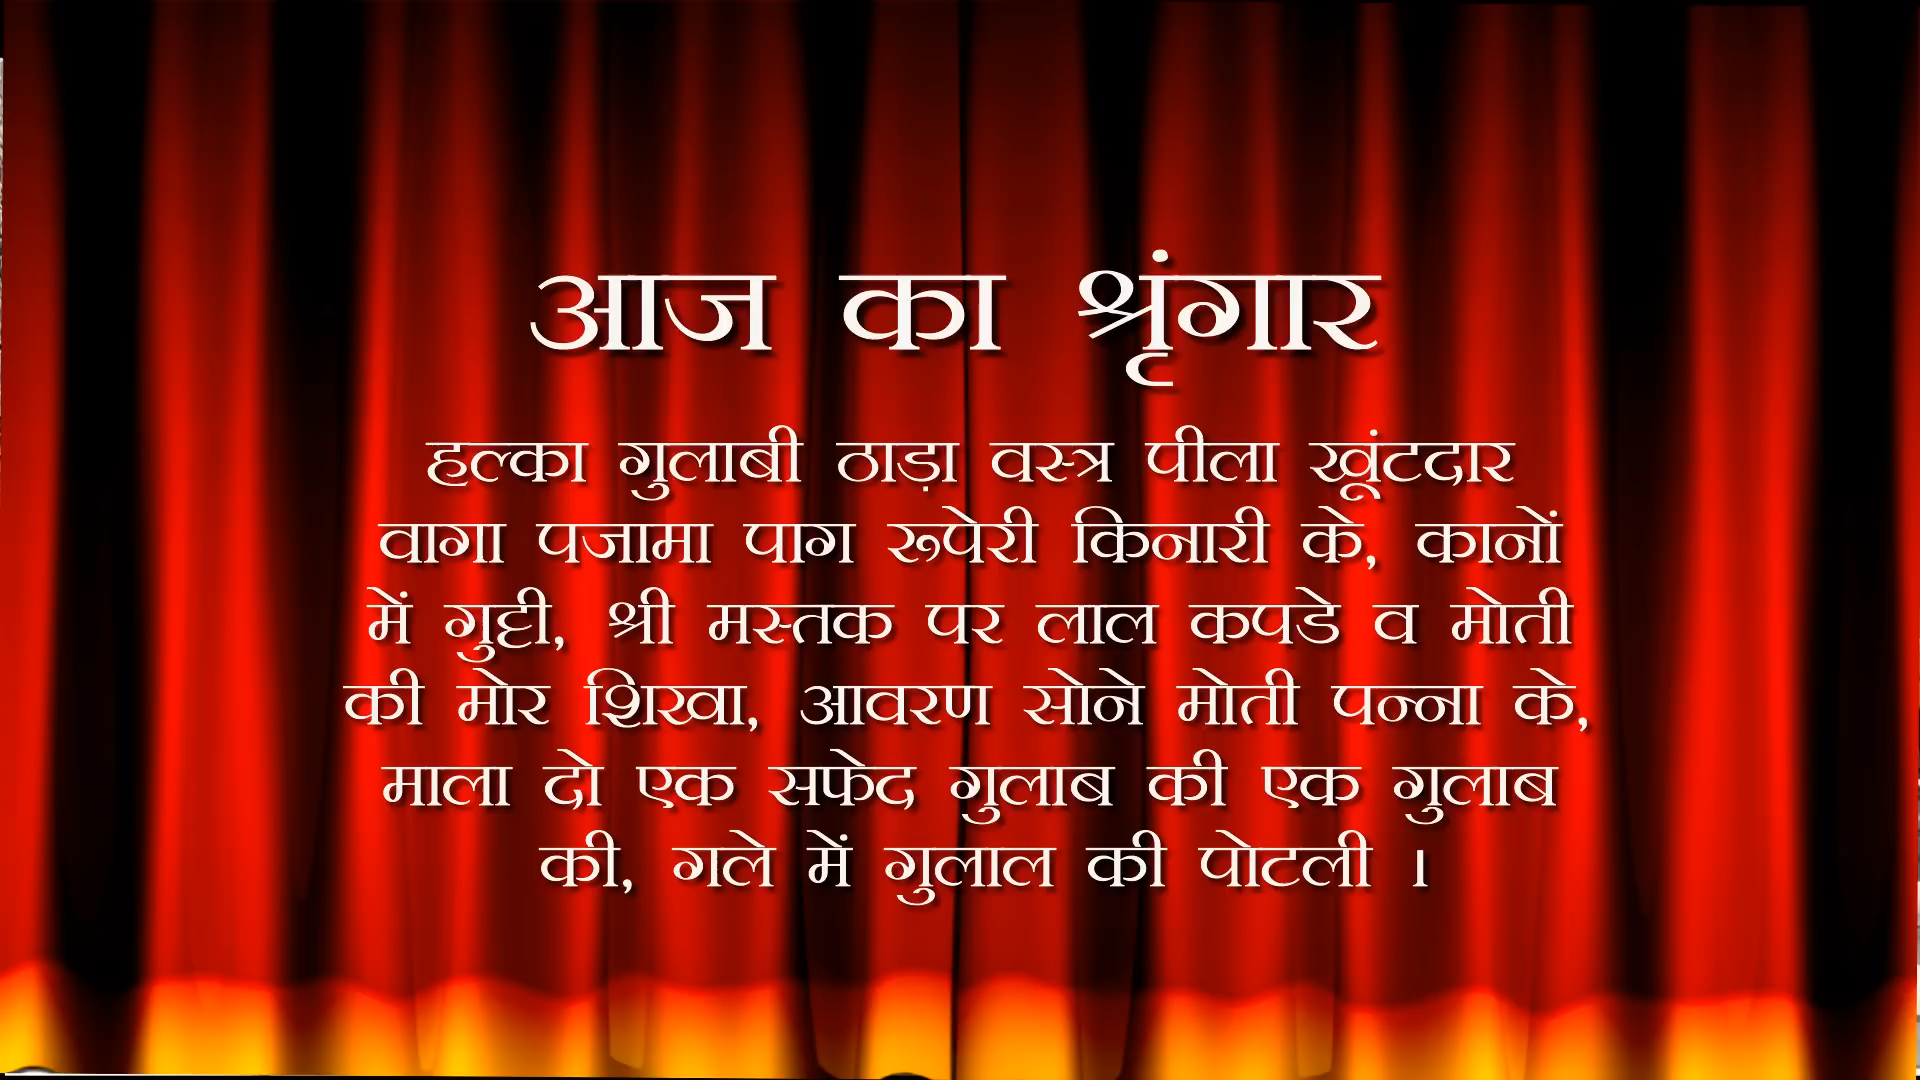 आज का श्रृंगार
हल्का गुलाबी ठाड़ा वस्त्र पीला खूंटदार
वागा पजामा पाग रूपेरी किनारी के, कानों
में गुट्टी, श्री मस्तक पर लाल कपडे व मोती
की मोर शिखा, आवरण सोने मोती पन्ना के,
माला दो एक सफेद गुलाब की एक गुलाब
की, गले में गुलाल की पोटली ।